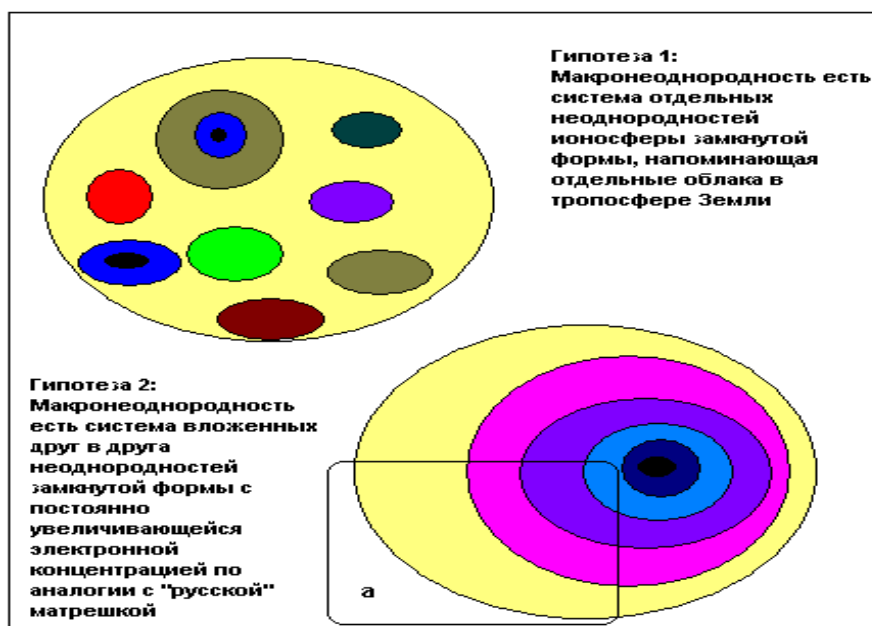 Гипотеза 1:
Макронеоднородность есть
система отдельных
неоднородностей
ионосферы замкнутой
формы, напоминающая
отдельные облака в
тропосфере Земли
Гипотеза 2:
Макронеоднородность
есть система вложенных
друг в друга
неоднородностей
замкнутой формы с
постоянно
увеличивающейся
электронной
концентрацией по
аналогии с "русской"
матрешкой
а